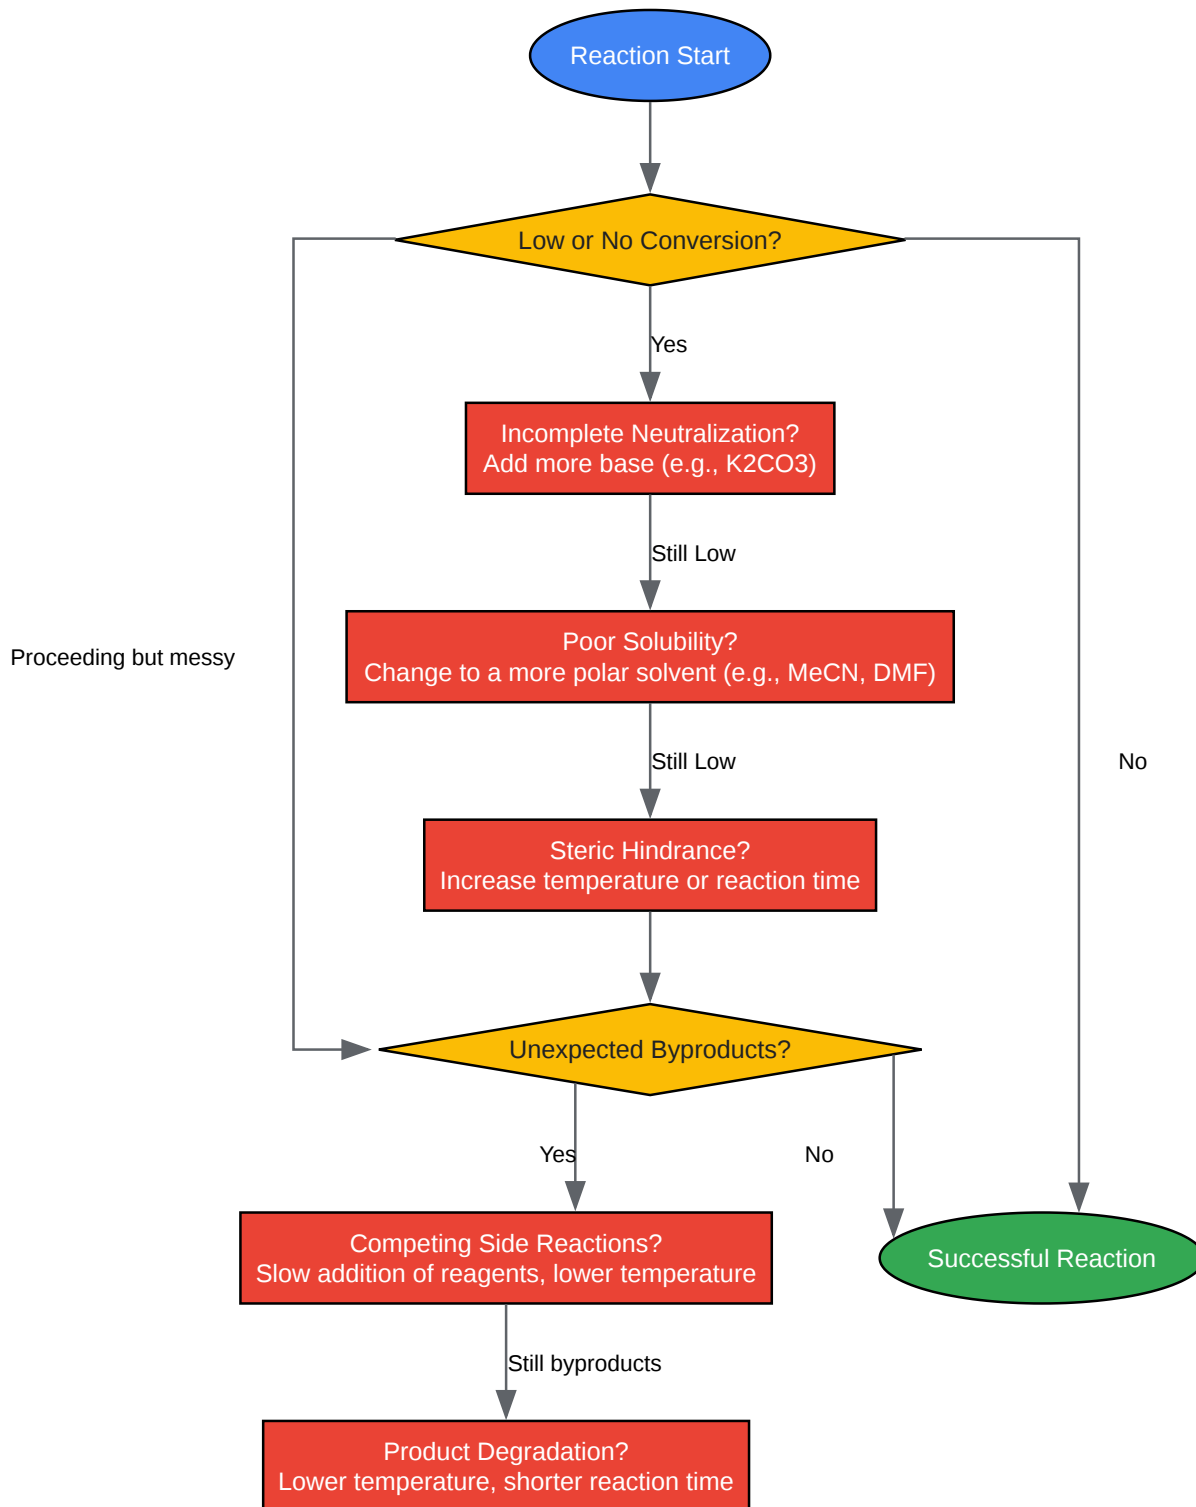 Reaction Start
Low or No Conversion?
Yes
Incomplete Neutralization?
Add more base (e.g., K2CO3)
Still Low
Poor Solubility?
Change to a more polar solvent (e.g., MeCN, DMF)
Proceeding but messy
Still Low
No
Steric Hindrance?
Increase temperature or reaction time
Unexpected Byproducts?
Yes
No
Competing Side Reactions?
Slow addition of reagents, lower temperature
Successful Reaction
Still byproducts
Product Degradation?
Lower temperature, shorter reaction time